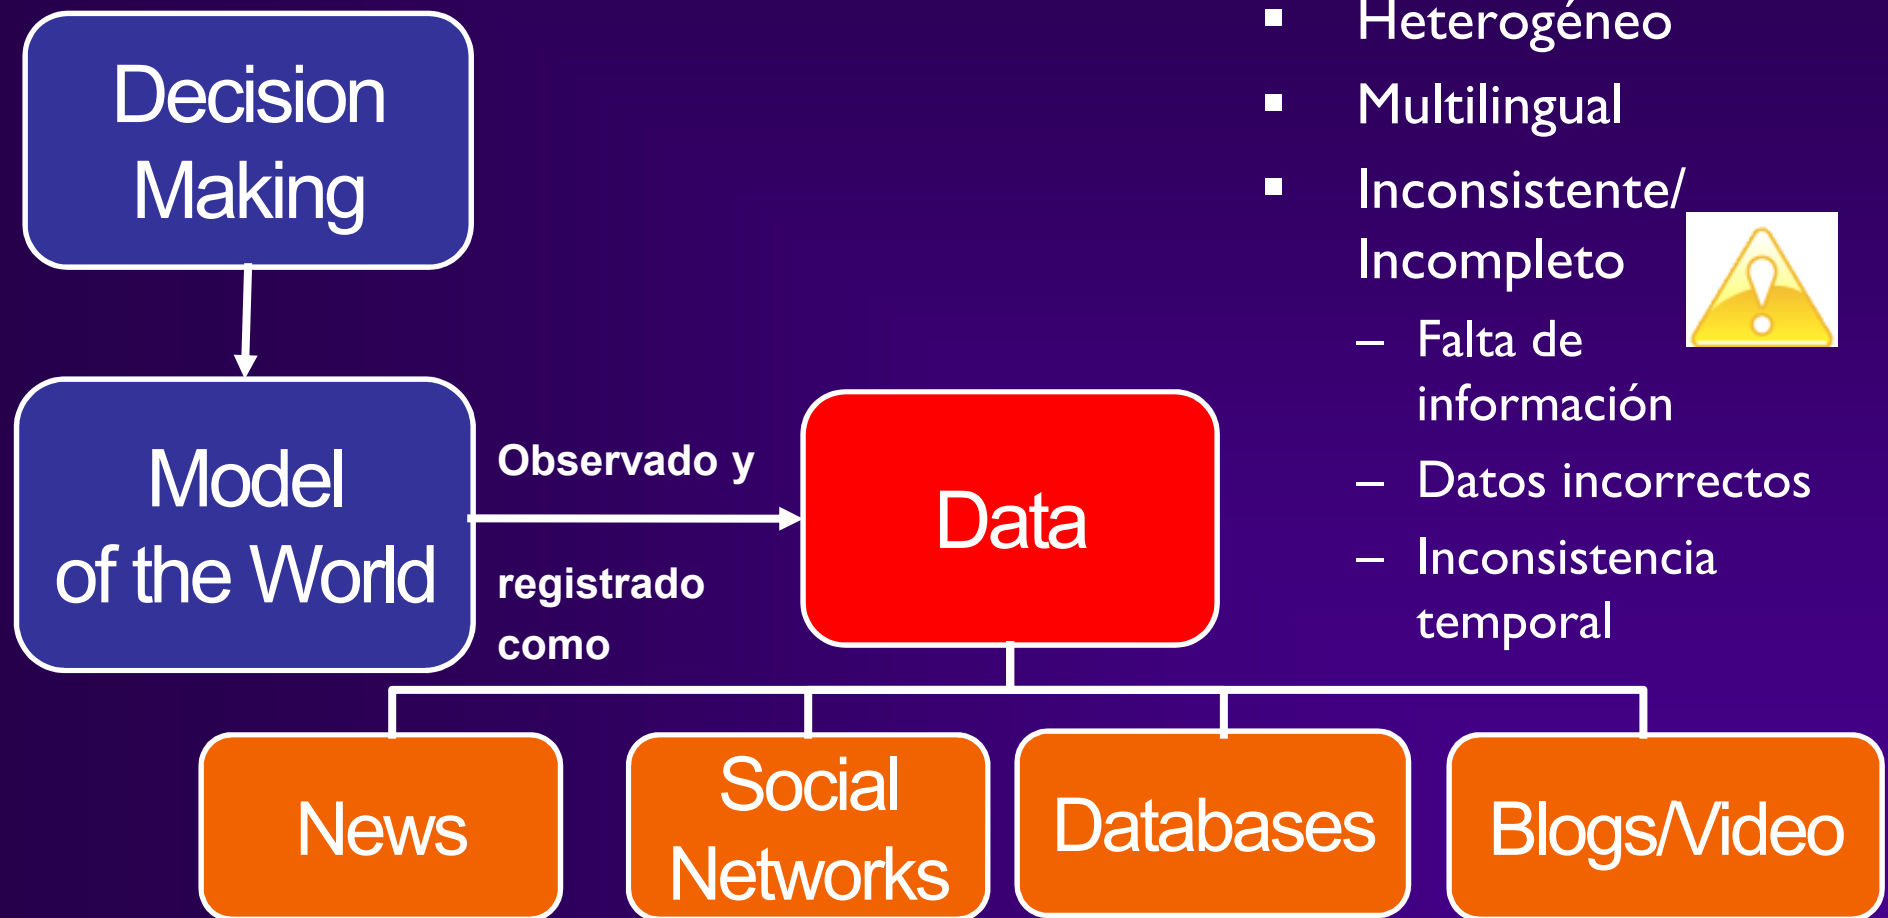 Decision
Making
Model
of the World
Observado y
registrado
como
Data
▪ Heterogéneo
▪ Multilingual
▪ Inconsistente/
Incompleto
– Falta de
información
– Datos incorrectos
– Inconsistencia
temporal
News
Social
Networks
Databases
Blogs/Video